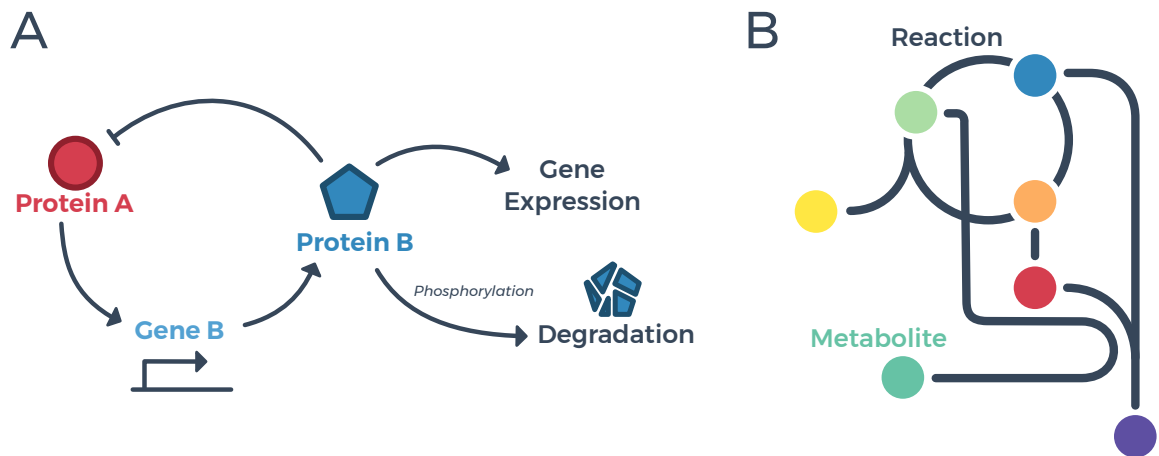 A
Protein A
Gene B
Protein B
Gene
Expression
Phosphorylation
Degradation
B
Reaction
Metabolite